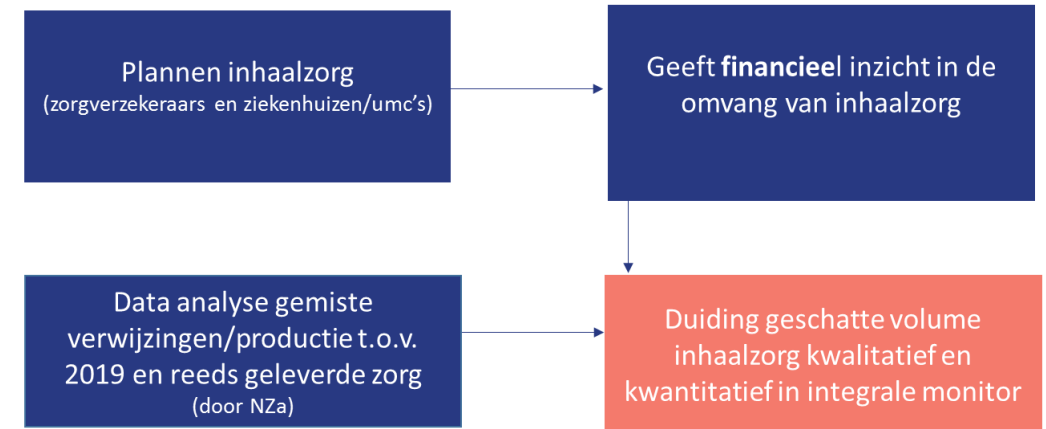 Plannen inhaalzorg
(zorgverzekeraars en ziekenhuizen/umc's)
Geeft financieel inzicht in de
omvang van inhaalzorg
Data analyse gemiste
verwijzingen/productie t.o.v.
2019 en reeds geleverde zorg
(door NZa)
Duiding geschatte volume
inhaalzorg kwalitatief en
kwantitatief in integrale monitor